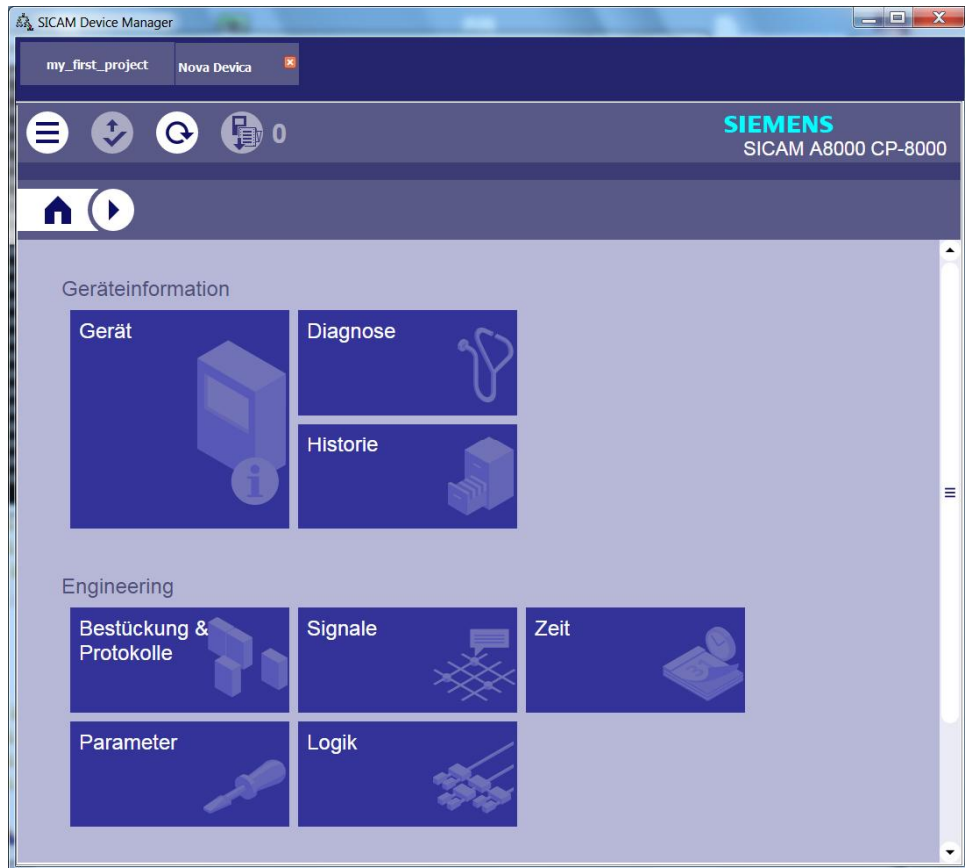 SICAM Device Manager
my_first_project
Nova Devica
0
SIEMENS
SICAM A8000 CP-8000
Geräteinformation
Gerät
Diagnose
Historie
Engineering
Bestückung &
Protokolle
Signale
Zeit
31
Parameter
Logik